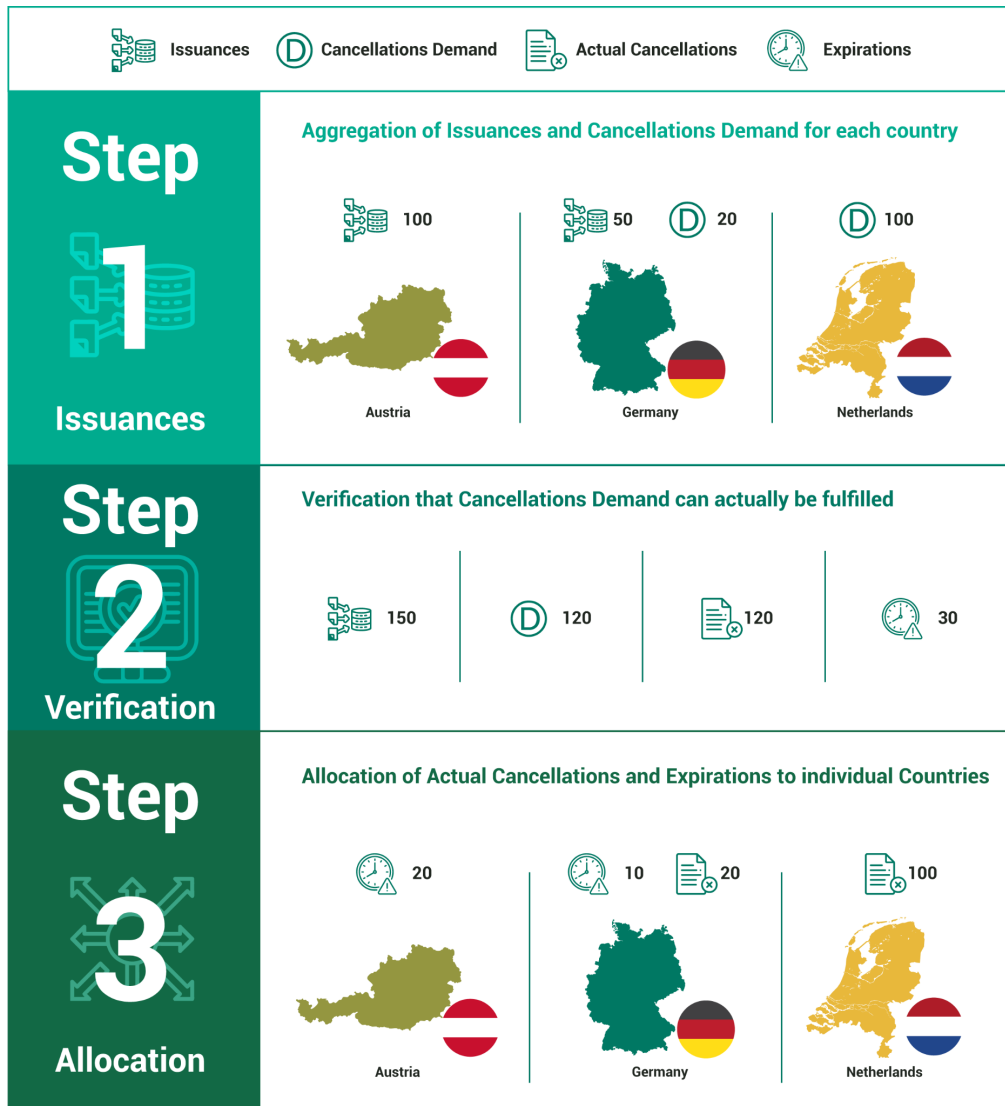 Issuances
D
Cancellations Demand
Actual Cancellations
Expirations
Step
1
Issuances
Aggregation of Issuances and Cancellations Demand for each country
100
50
D
20
D
100
Austria
Germany
Netherlands
Step
2
Verification
Verification that Cancellations Demand can actually be fulfilled
150
D
120
120
30
Step
3
Allocation
Allocation of Actual Cancellations and Expirations to individual Countries
20
10
20
100
Austria
Germany
Netherlands